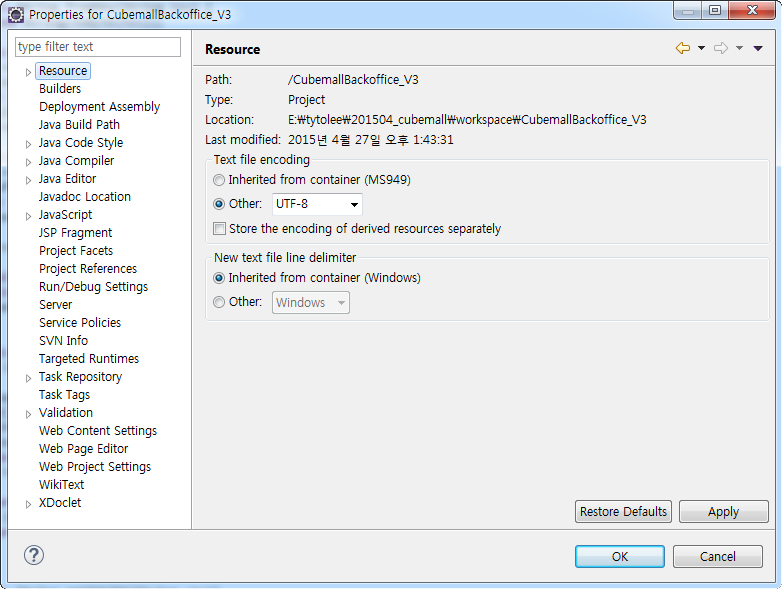 Properties for CubemallBackoffice_V3
type filter text
Resource
Builders
Deployment Assembly
Java Build Path
Java Code Style
Java Compiler
Java Editor
Javadoc Location
JavaScript
JSP Fragment
Project Facets
Project References
Run/Debug Settings
Server
Service Policies
SVN Info
Targeted Runtimes
Task Repository
Task Tags
Validation
Web Content Settings
Web Page Editor
Web Project Settings
WikiText
XDoclet
Resource
Path: /CubemallBackoffice_V3
Type: Project
Location: E:₩tytolee₩201504_cubemall₩workspace₩CubemallBackoffice_V3
Last modified: 2015년 4월 27일 오후 1:43:31
Text file encoding
Inherited from container (MS949)
Other: UTF-8
Store the encoding of derived resources separately
New text file line delimiter
Inherited from container (Windows)
Other: Windows
Restore Defaults Apply
? OK Cancel